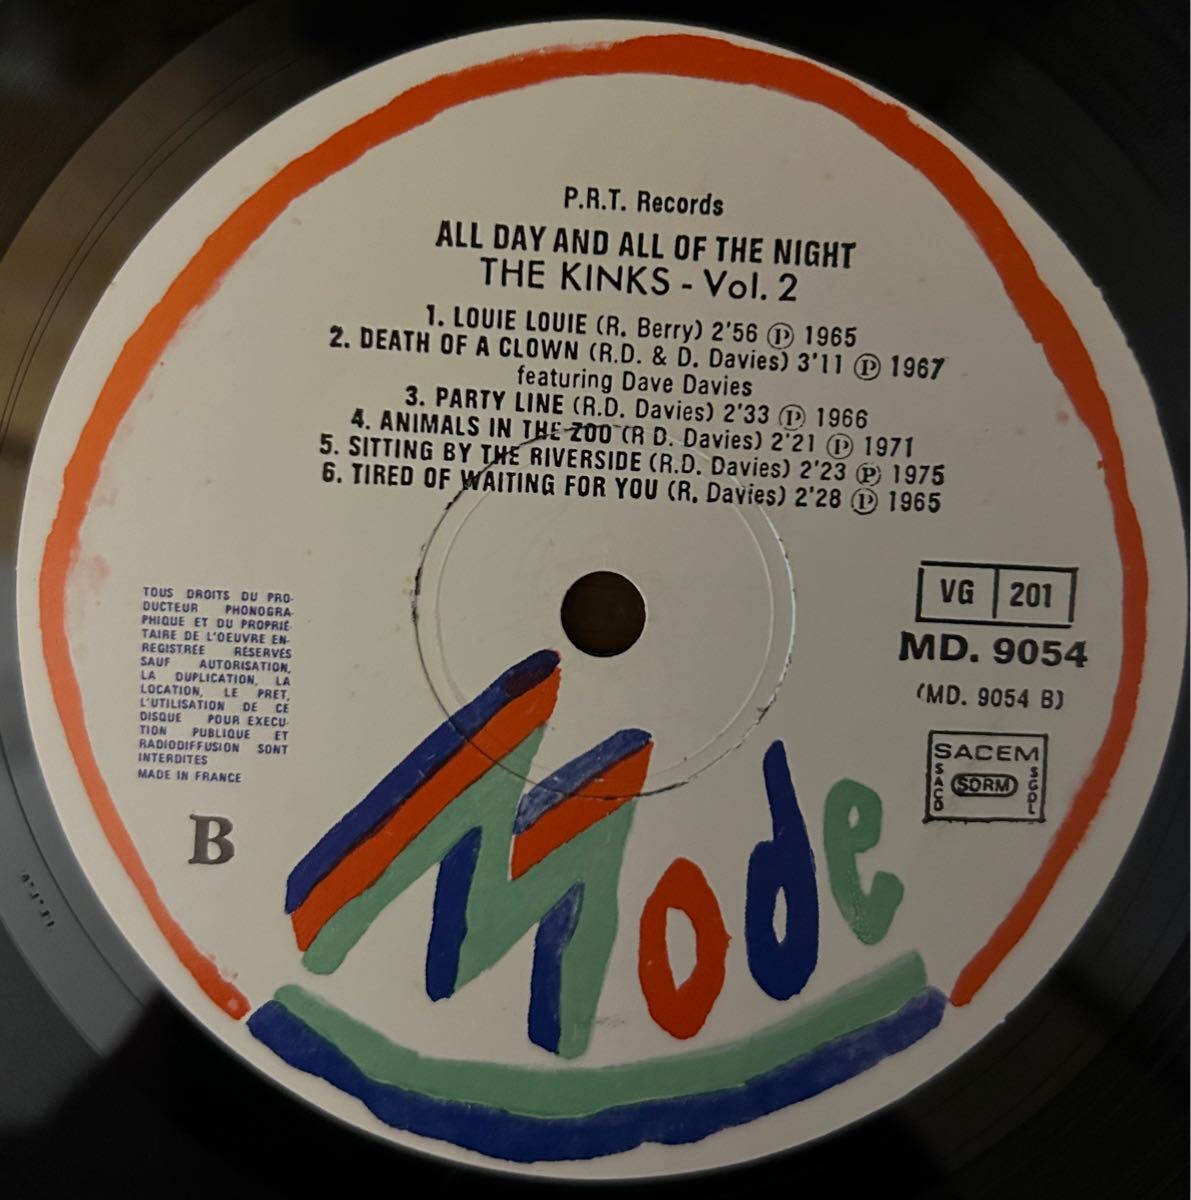 P.R.T. Records
ALL DAY AND ALL OF THE NIGHT
THE KINKS - Vol. 2
1. LOUIE LOUIE (R. Berry) 2'56 Ⓟ 1965
2. DEATH OF A CLOWN (R.D. & D. Davies) 3'11 Ⓟ 1967
featuring Dave Davies
3. PARTY LINE (R.D. Davies) 2'33 Ⓟ 1966
4. ANIMALS IN THE ZOO (R D. Davies) 2'21 Ⓟ 1971
5. SITTING BY THE RIVERSIDE (R.D. Davies) 2'23 Ⓟ 1975
6. TIRED OF WAITING FOR YOU (R. Davies) 2'28 Ⓟ 1965
TOUS DROITS DU PRO-
DUCTEUR PHONOGRA-
PHIQUE ET DU PROPRIE-
TAIRE DE L'OEUVRE EN-
REGISTREE RESERVES
SAUF AUTORISATION,
LA DUPLICATION, LA
LOCATION, LE PRET,
L'UTILISATION DE CE
DISQUE POUR EXECU-
TION PUBLIQUE ET
RADIODIFFUSION SONT
INTERDITES
MADE IN FRANCE
B
VG 201
MD. 9054
(MD. 9054 B)
SACEM
SACD SDRM SGDL
Mode